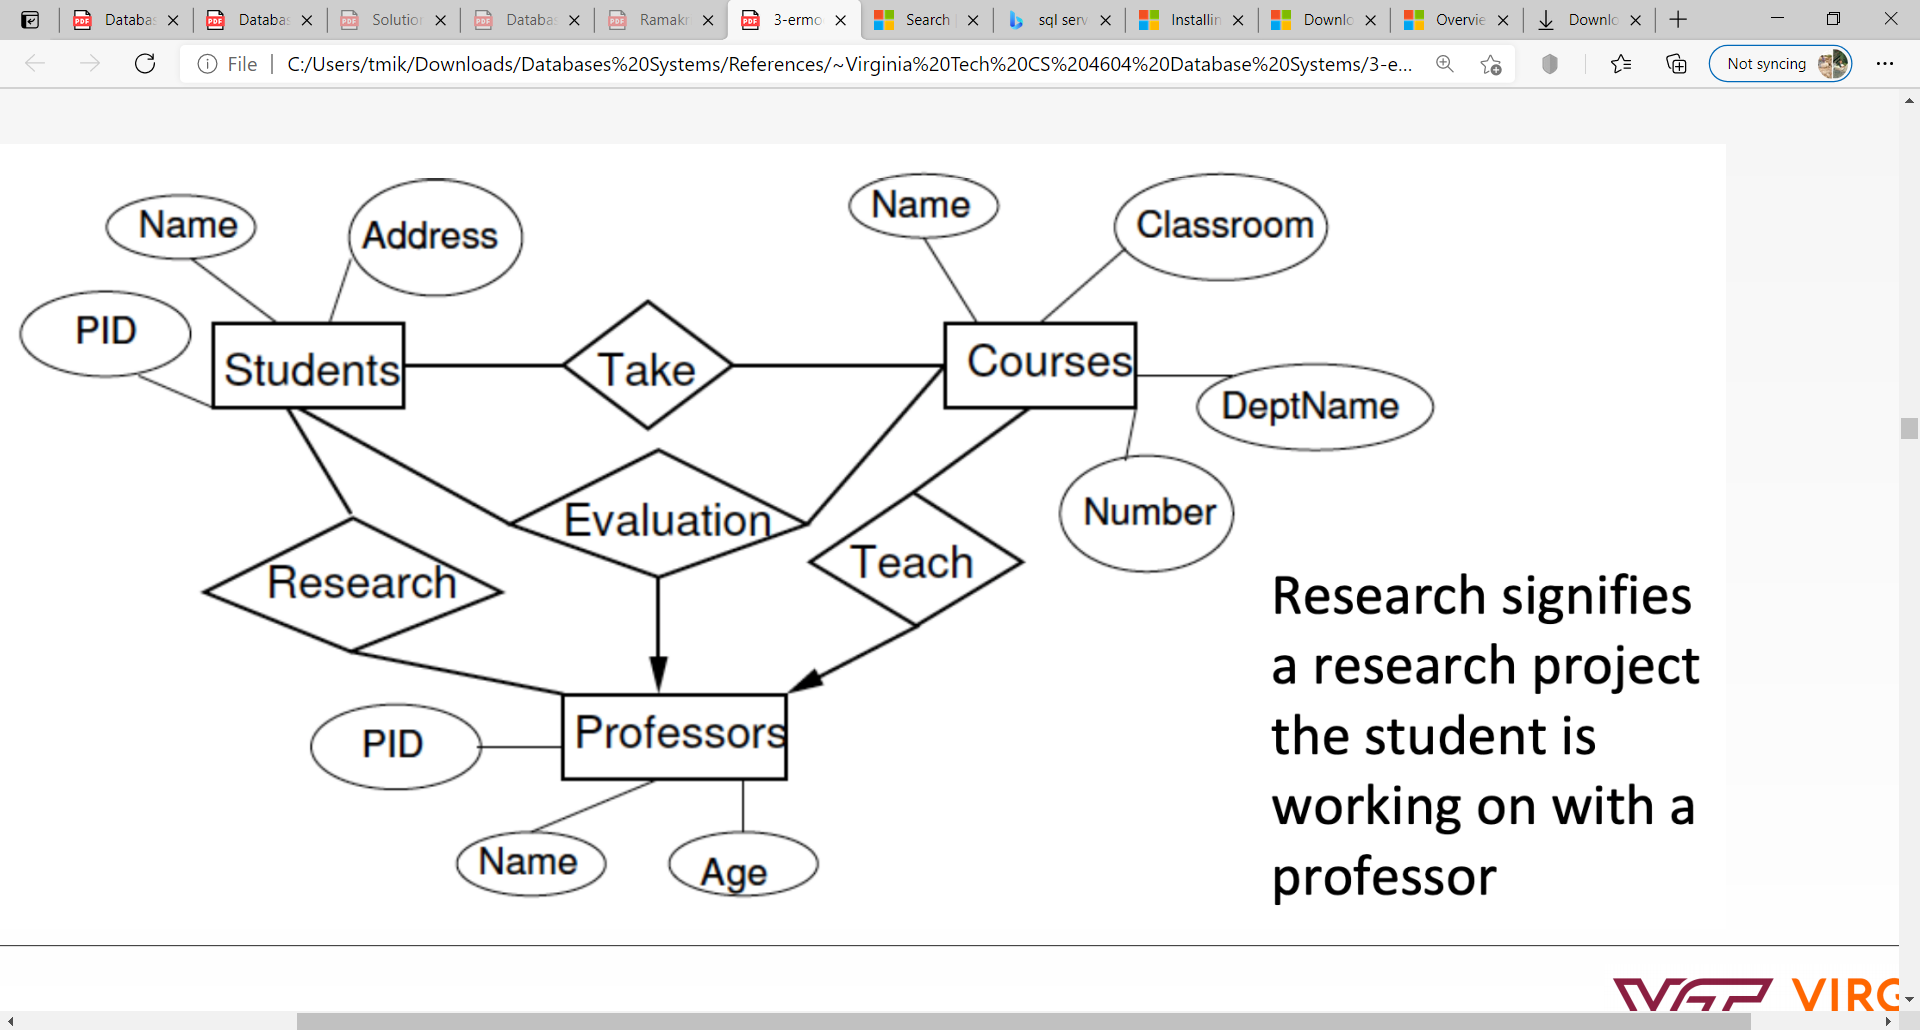 Databa
Databa
Solution
Databa
Ramak
3-ermo
Search
sql serv
Installin
Downlo
Overvie
Downlo
File
C:/Users/tmik/Downloads/Databases%20Systems/References/~Virginia%20Tech%20CS%204604%20Database%20Systems/3-e...
Not syncing
Name
Address
Name
Classroom
PID
Students
Take
Courses
DeptName
Evaluation
Number
Research
Teach
Research signifies
a research project
the student is
working on with a
professor
PID
Professors
Name
Age
VIRG